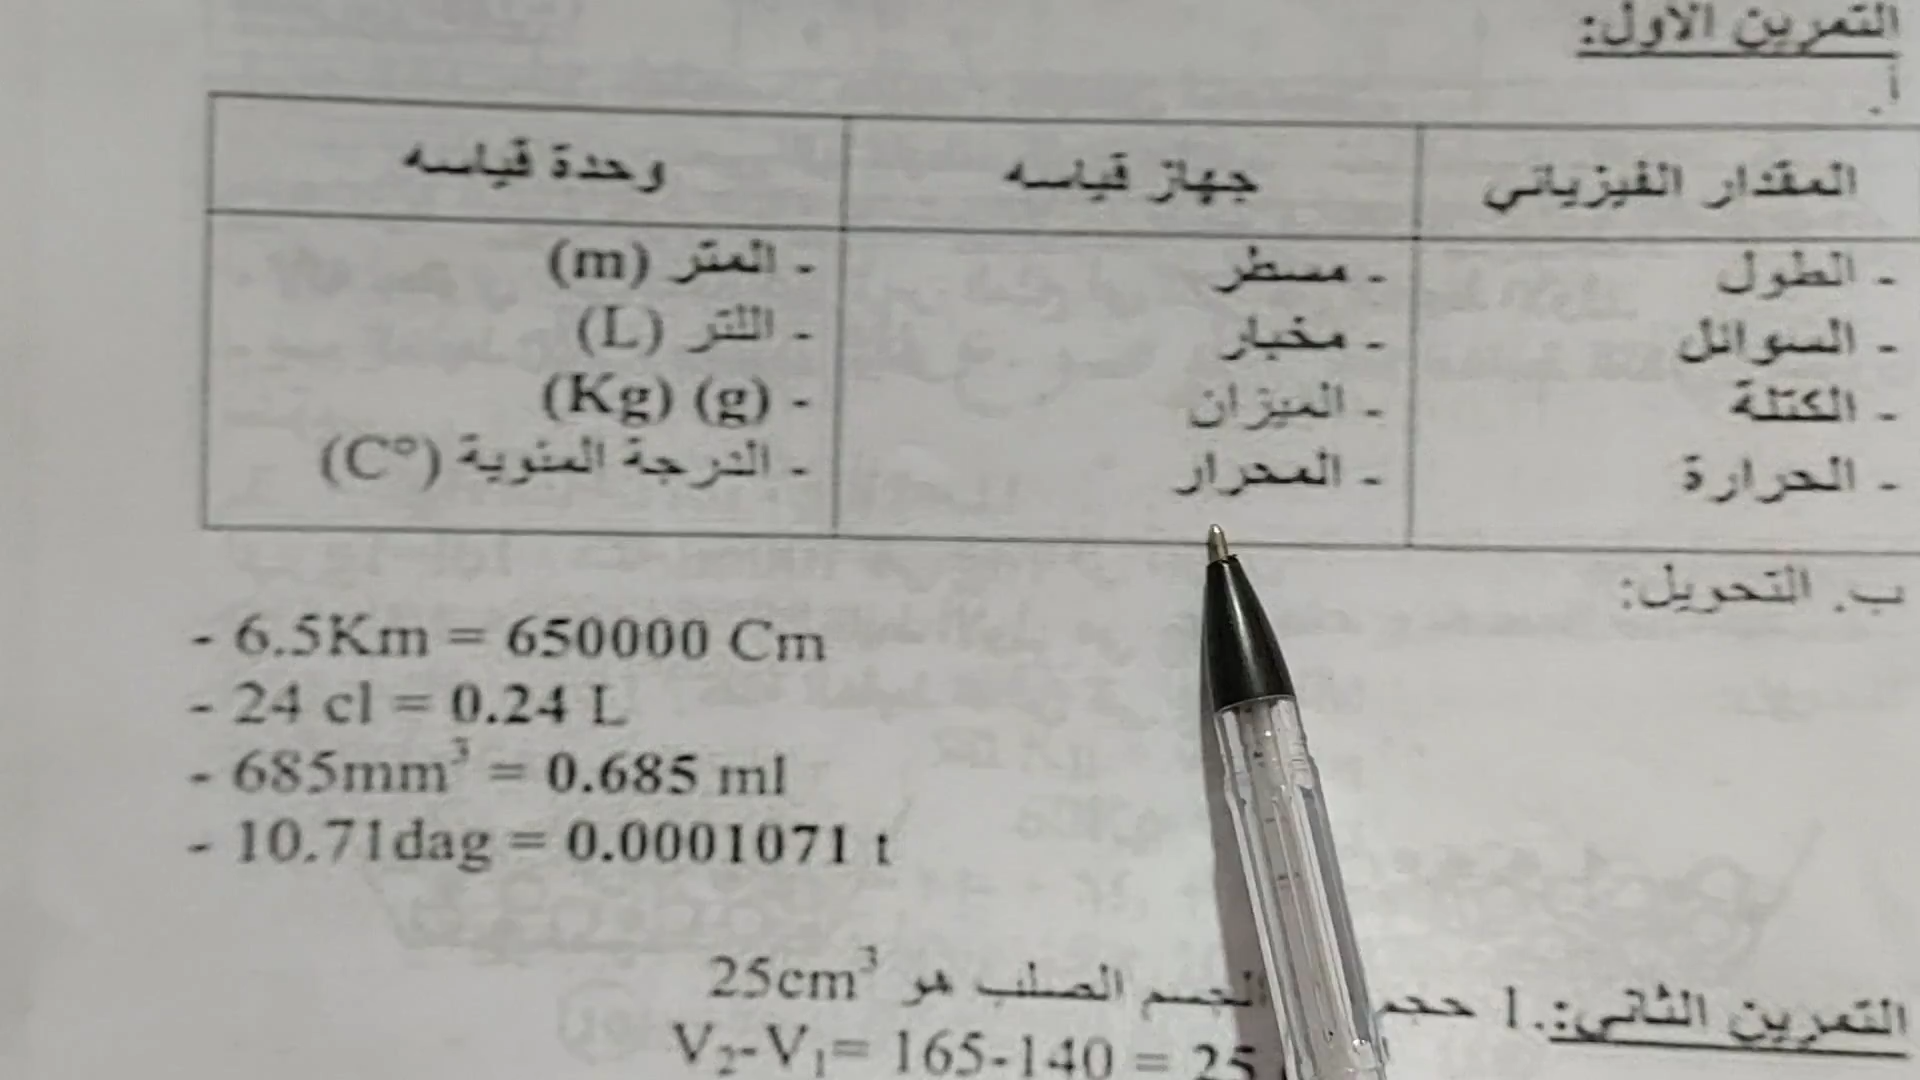 التمرين الاول:
أ.
المقدار الفيزيائي جهاز قياسه وحدة قياسه
- الطول - مسطر - المتر (m)
- السوائل - مخبار - اللتر (L)
- الكتلة - الميزان - (g) (Kg)
- الحرارة - المحرار - الدرجة المئوية (C°)
ب. التحويل:
- 6.5Km = 650000 Cm
- 24 cl = 0.24 L
- 685mm³ = 0.685 ml
- 10.71dag = 0.0001071 t
التمرين الثاني: 1. حجم الجسم الصلب هو 25cm³
V₂-V₁= 165-140 = 25